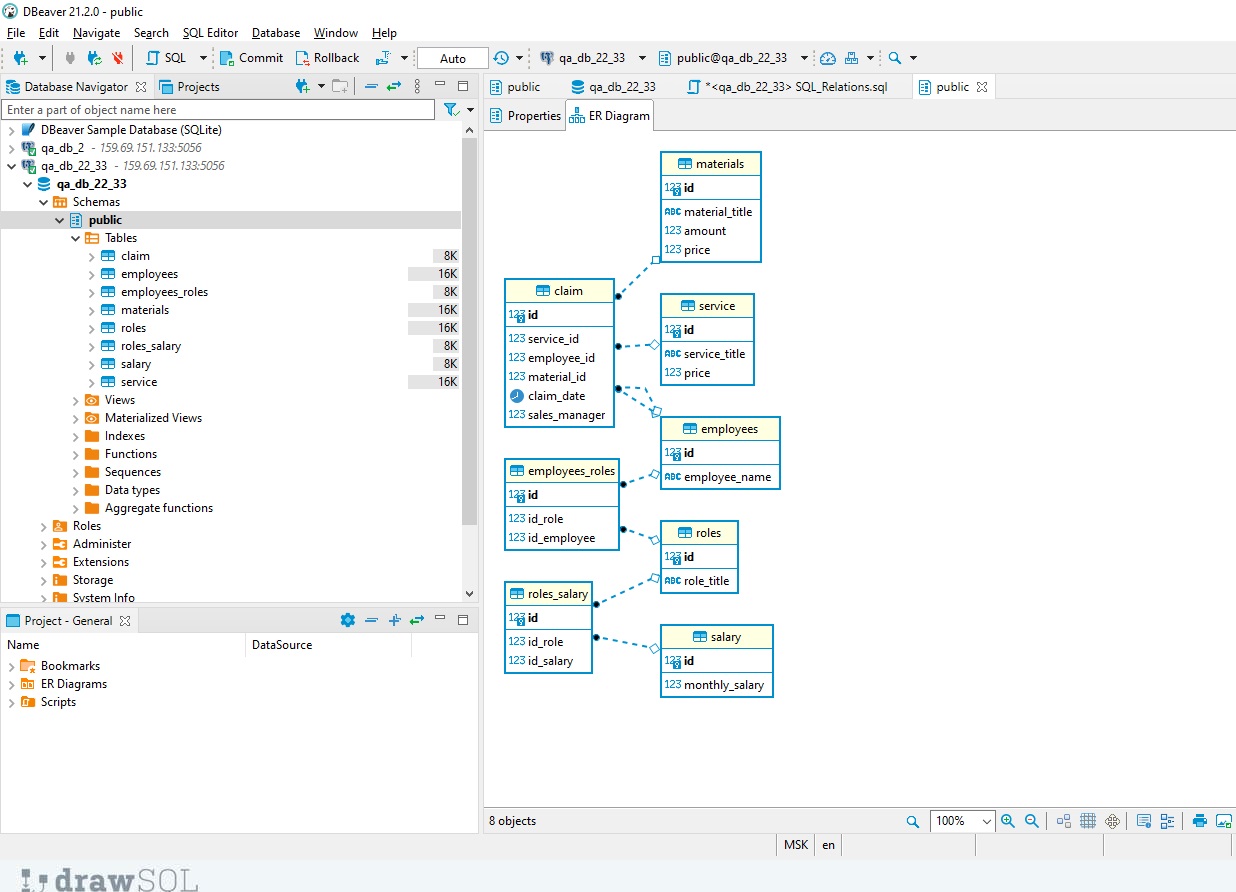 DBeaver 21.2.0 - public
File Edit Navigate Search SQL Editor Database Window Help
SQL Commit Rollback Auto qa_db_22_33 public@qa_db_22_33
Database Navigator Projects
Enter a part of object name here
DBeaver Sample Database (SQLite)
qa_db_2 - 159.69.151.133:5056
qa_db_22_33 - 159.69.151.133:5056
qa_db_22_33
Schemas
public
Tables
claim 8K
employees 16K
employees_roles 8K
materials 16K
roles 16K
roles_salary 8K
salary 8K
service 16K
Views
Materialized Views
Indexes
Functions
Sequences
Data types
Aggregate functions
Roles
Administer
Extensions
Storage
System Info
Project - General
Name DataSource
Bookmarks
ER Diagrams
Scripts
public qa_db_22_33 *<qa_db_22_33> SQL_Relations.sql public
Properties ER Diagram
materials
123 id
ABC material_title
123 amount
123 price
claim
123 id
123 service_id
123 employee_id
123 material_id
claim_date
123 sales_manager
service
123 id
ABC service_title
123 price
employees
123 id
ABC employee_name
employees_roles
123 id
123 id_role
123 id_employee
roles
123 id
ABC role_title
roles_salary
123 id
123 id_role
123 id_salary
salary
123 id
123 monthly_salary
8 objects 100%
MSK en
drawSQL